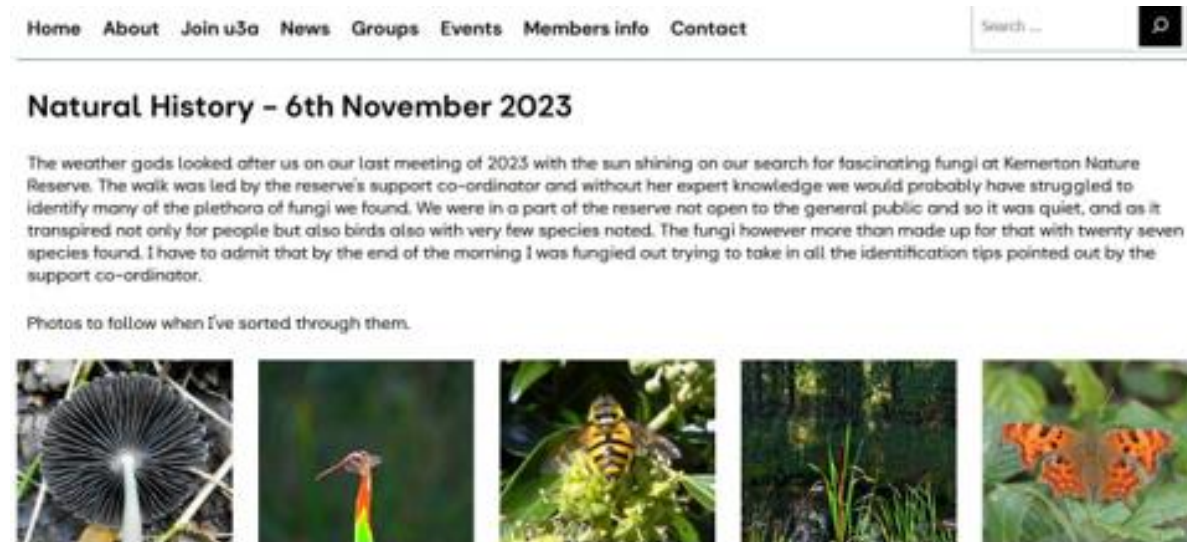 Home About Join u3a News Groups Events Members info Contact
Search ...
Natural History – 6th November 2023
The weather gods looked after us on our last meeting of 2023 with the sun shining on our search for fascinating fungi at Kemerton Nature
Reserve. The walk was led by the reserve's support co-ordinator and without her expert knowledge we would probably have struggled to
identify many of the plethora of fungi we found. We were in a part of the reserve not open to the general public and so it was quiet, and as it
transpired not only for people but also birds also with very few species noted. The fungi however more than made up for that with twenty seven
species found. I have to admit that by the end of the morning I was fungied out trying to take in all the identification tips pointed out by the
support co-ordinator.
Photos to follow when I've sorted through them.